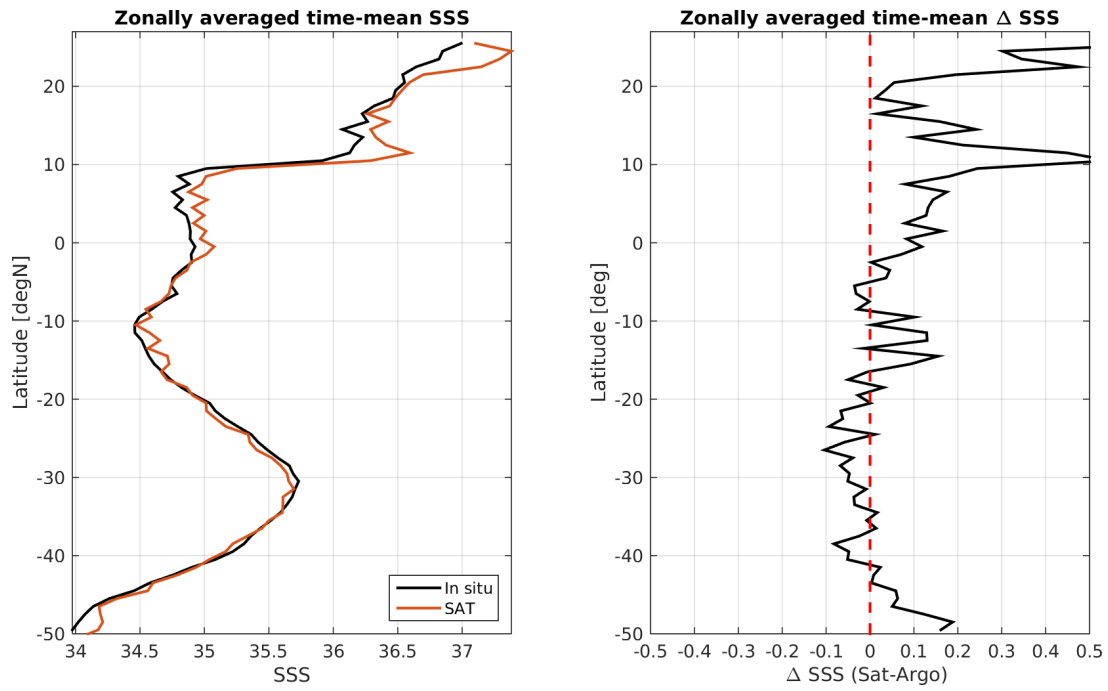 Zonally averaged time-mean SSS
20
10
0
-10
-20
-30
-40
-50
Latitude [degN]
34 34.5 35 35.5 36 36.5 37
SSS
In situ
SAT
Zonally averaged time-mean Δ SSS
20
10
0
-10
-20
-30
-40
-50
Latitude [deg]
-0.5 -0.4 -0.3 -0.2 -0.1 0 0.1 0.2 0.3 0.4 0.5
Δ SSS (Sat-Argo)